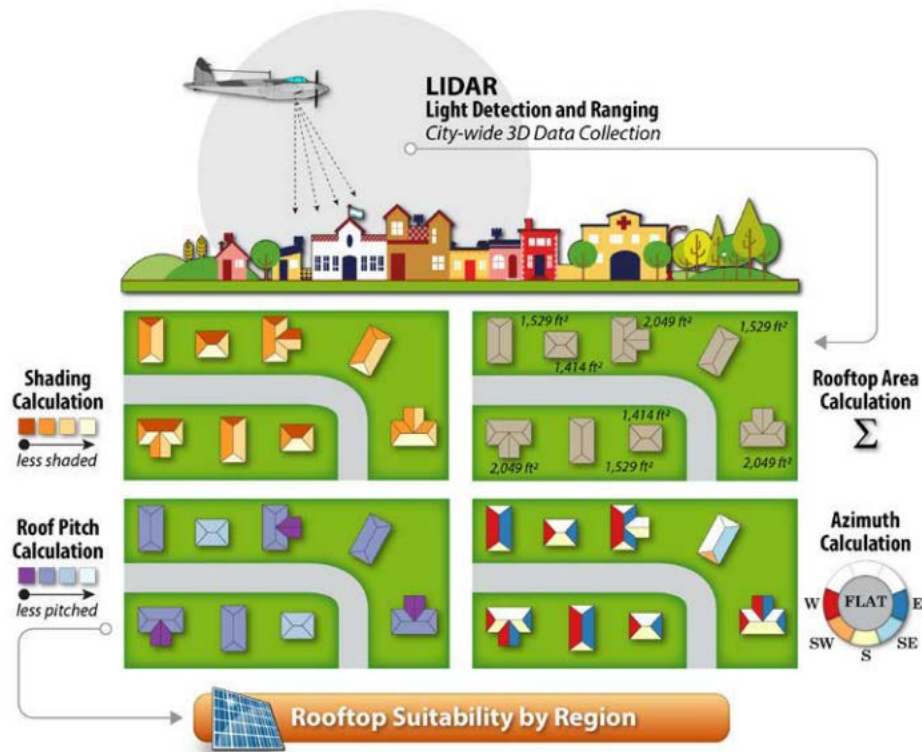 LIDAR
Light Detection and Ranging
City-wide 3D Data Collection
Shading
Calculation
less shaded
1,529 ft²
2,049 ft²
1,529 ft²
1,414 ft²
1,414 ft²
2,049 ft²
1,529 ft²
2,049 ft²
Rooftop Area
Calculation
Σ
Roof Pitch
Calculation
less pitched
Azimuth
Calculation
W
FLAT
E
SW
SE
S
Rooftop Suitability by Region